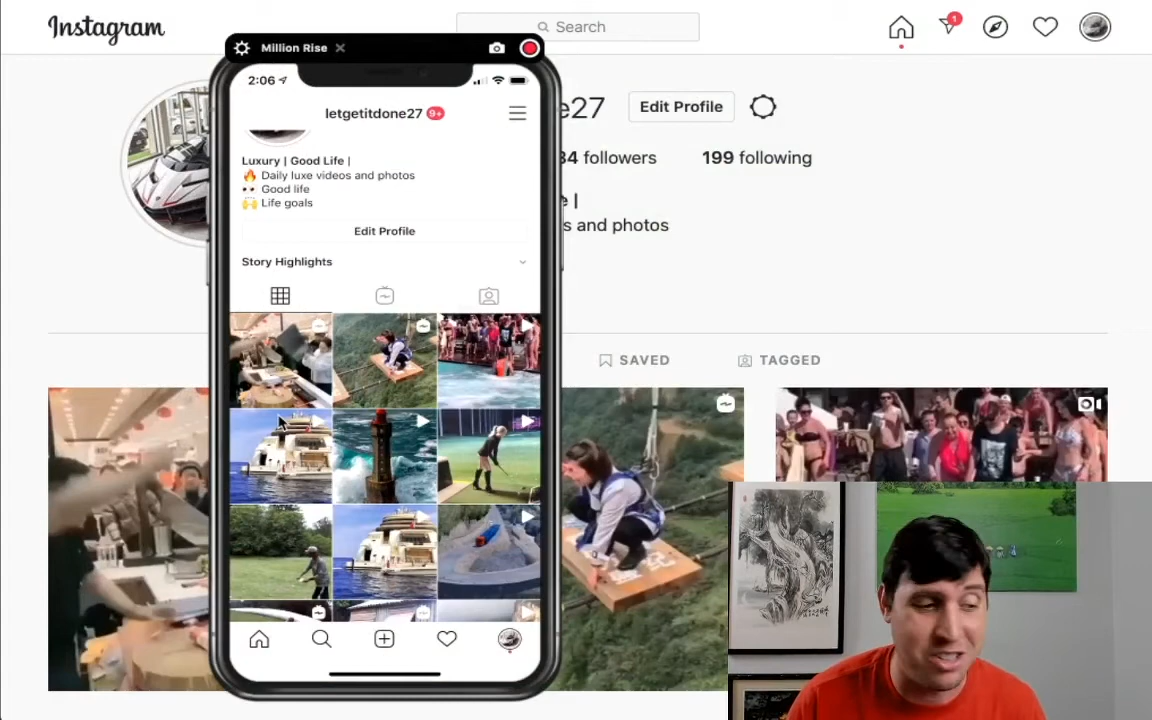 Instagram
Search
1
Million Rise
2:06
letgetitdone27 9+
e27
Edit Profile
34 followers
199 following
Luxury | Good Life |
🔥 Daily luxe videos and photos
👀 Good life
🙌 Life goals
e |
s and photos
Edit Profile
Story Highlights
SAVED
TAGGED